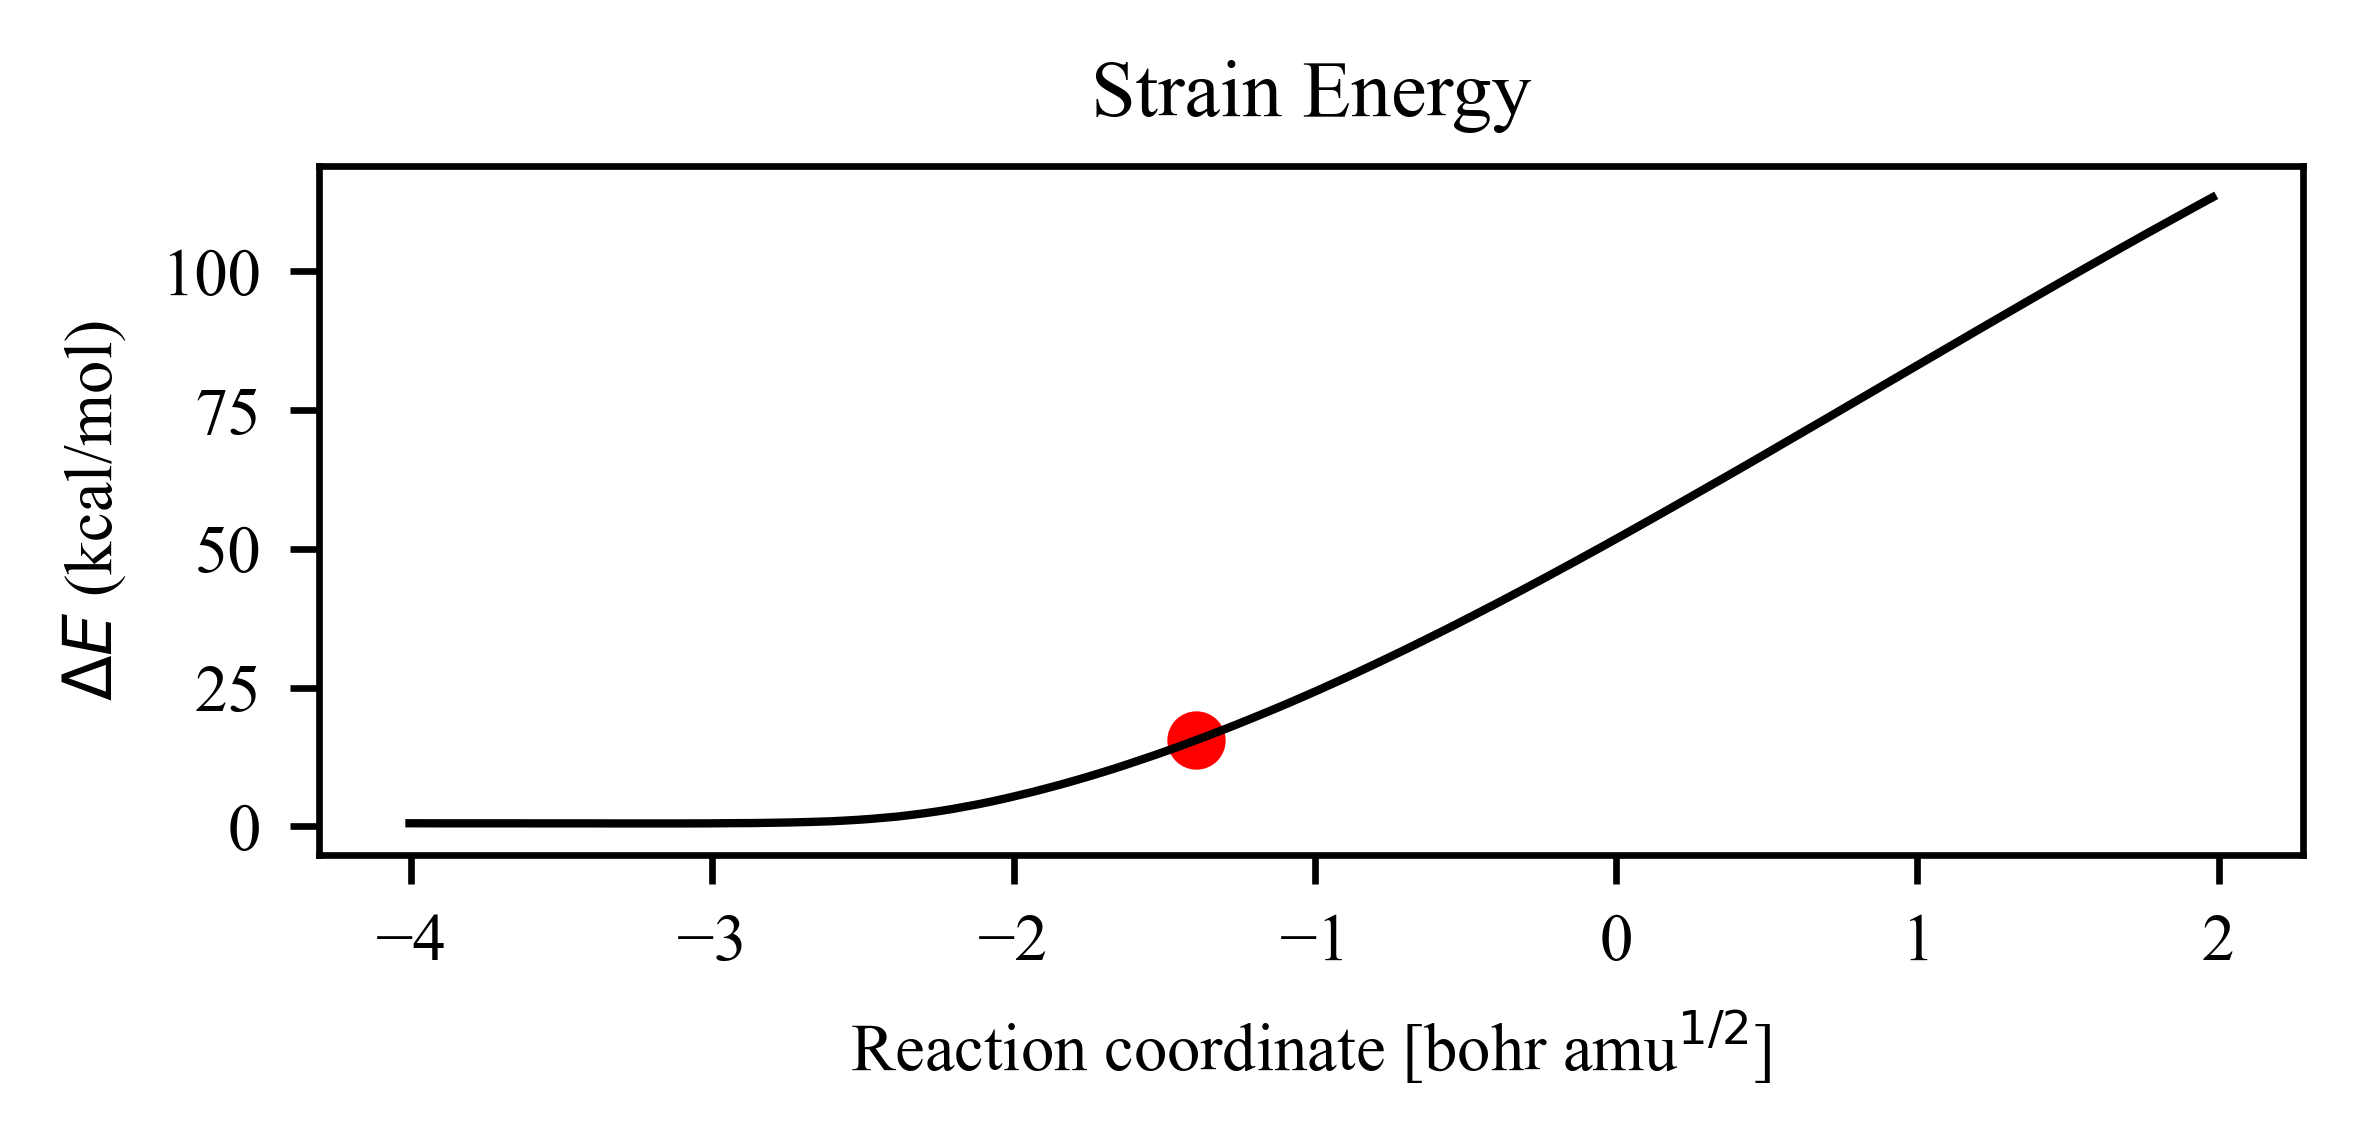 Strain Energy
ΔE (kcal/mol)
100
75
50
25
0
−4 −3 −2 −1 0 1 2
Reaction coordinate [bohr amu^{1/2}]